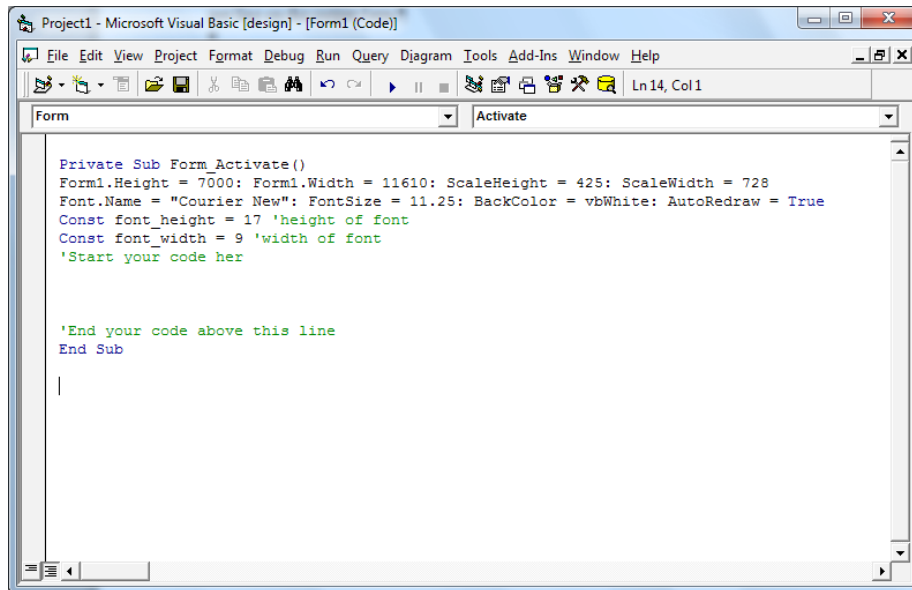 Project1 - Microsoft Visual Basic [design] - [Form1 (Code)]
File Edit View Project Format Debug Run Query Diagram Tools Add-Ins Window Help
Ln 14, Col 1
Form Activate
Private Sub Form_Activate()
Form1.Height = 7000: Form1.Width = 11610: ScaleHeight = 425: ScaleWidth = 728
Font.Name = "Courier New": FontSize = 11.25: BackColor = vbWhite: AutoRedraw = True
Const font_height = 17 'height of font
Const font_width = 9 'width of font
'Start your code her
'End your code above this line
End Sub